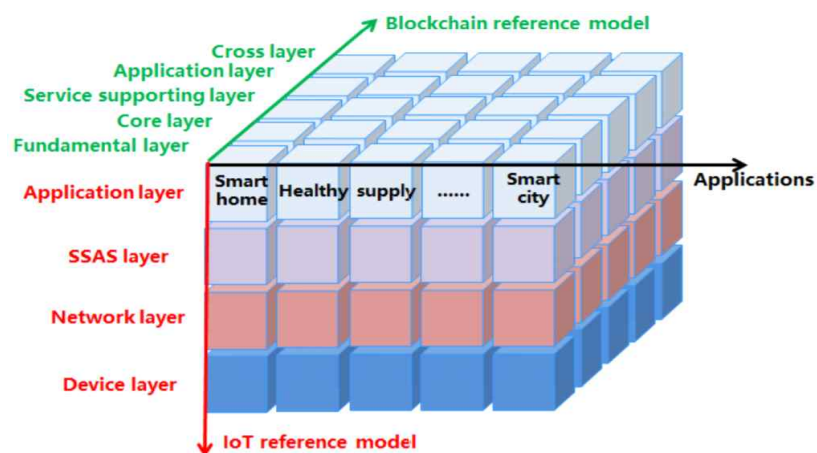 Blockchain reference model
Cross layer
Application layer
Service supporting layer
Core layer
Fundamental layer
Application layer
Smart home
Healthy
supply
......
Smart city
Applications
SSAS layer
Network layer
Device layer
IoT reference model